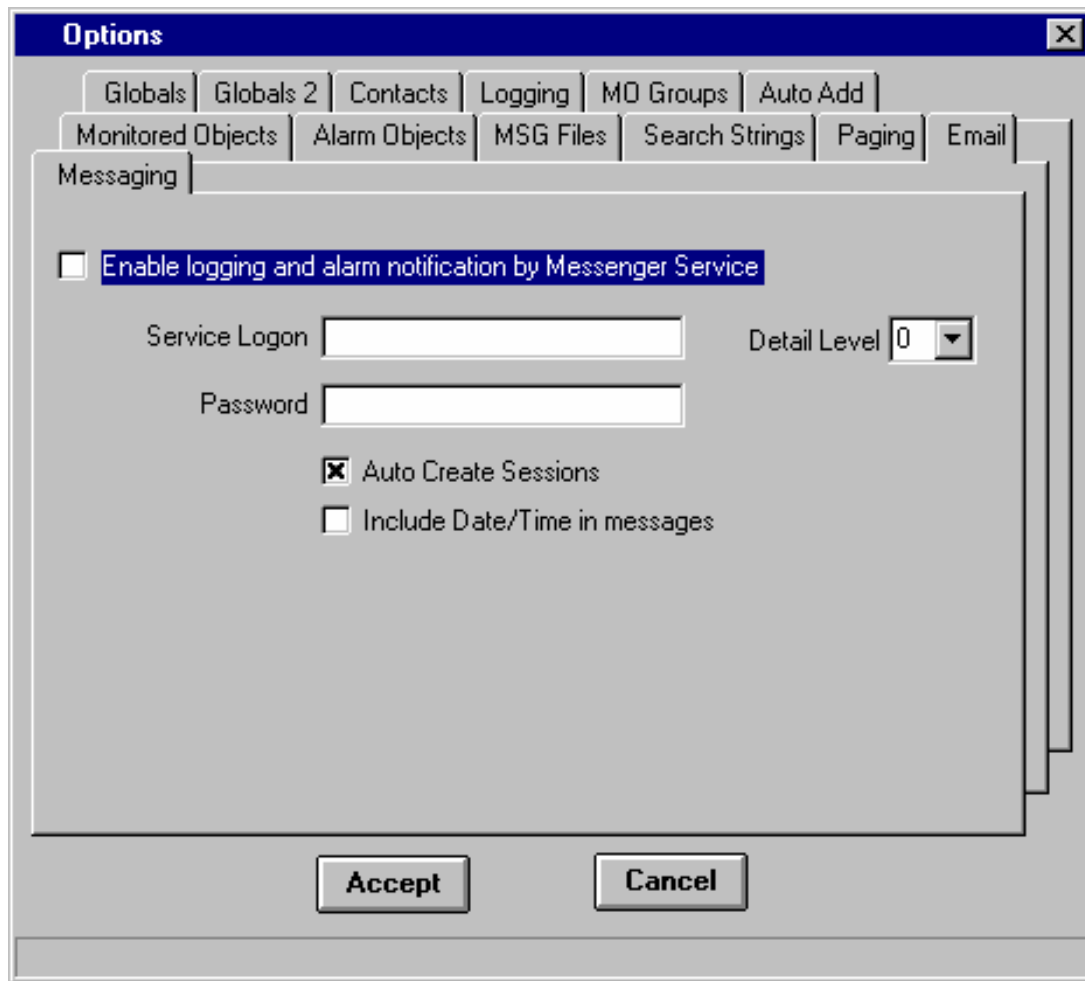 Options
Globals Globals 2 Contacts Logging MO Groups Auto Add
Monitored Objects Alarm Objects MSG Files Search Strings Paging Email
Messaging
Enable logging and alarm notification by Messenger Service
Service Logon Detail Level 0
Password
Auto Create Sessions
Include Date/Time in messages
Accept Cancel